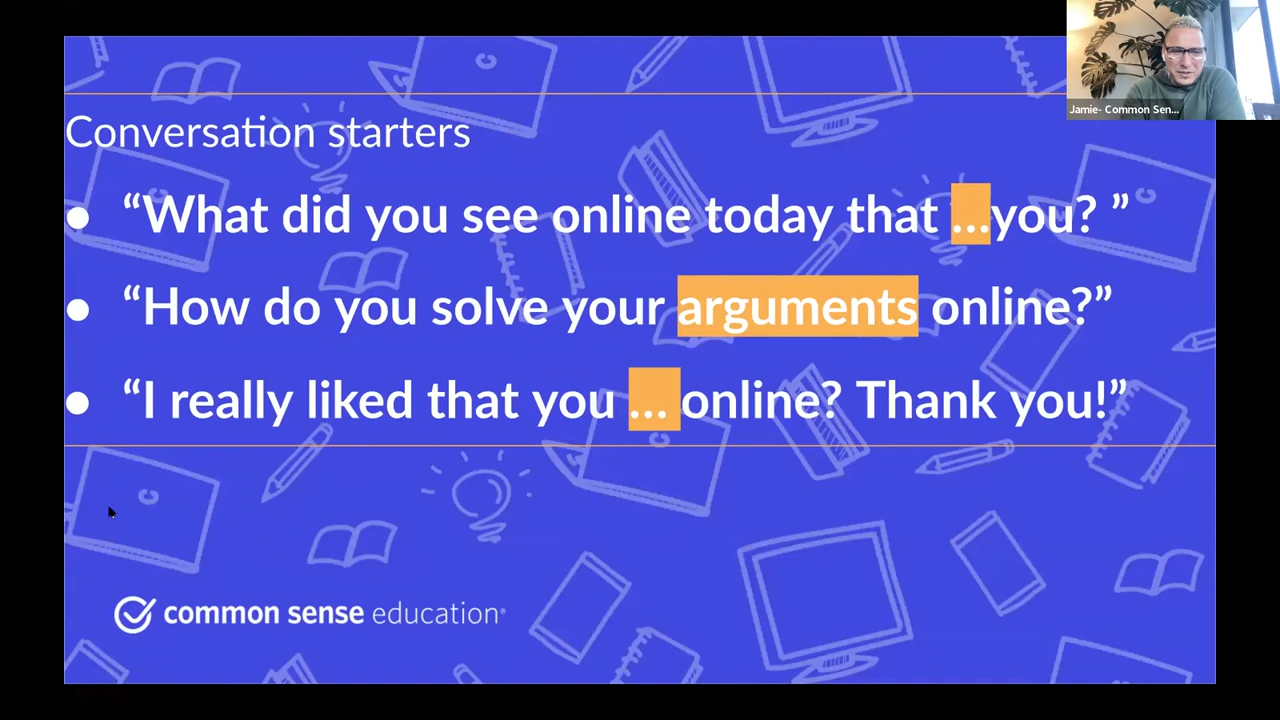 Jamie- Common Sen...
Conversation starters
● “What did you see online today that ...you? ”
● “How do you solve your arguments online?”
● “I really liked that you ... online? Thank you!”
common sense education®